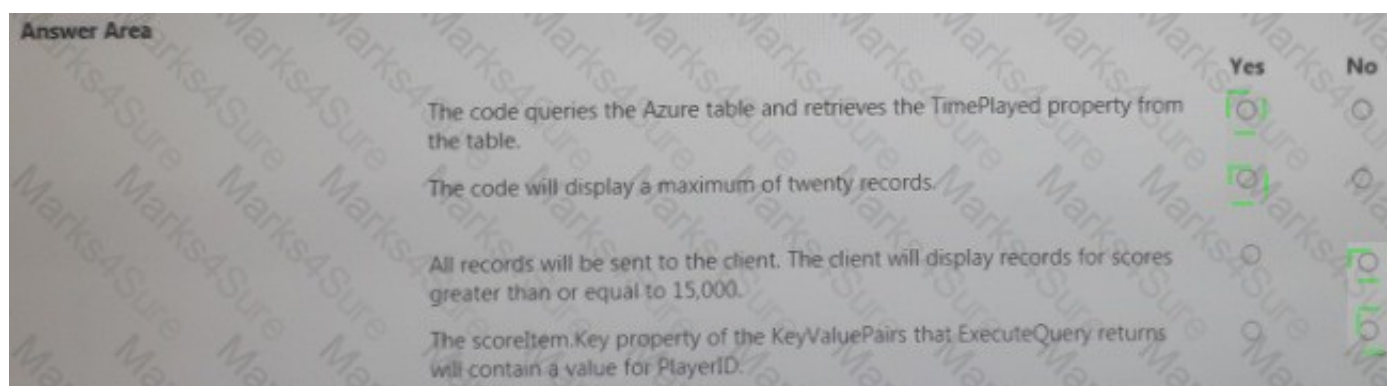 Answer Area
Yes No
The code queries the Azure table and retrieves the TimePlayed property from
the table.
The code will display a maximum of twenty records.
All records will be sent to the client. The client will display records for scores
greater than or equal to 15,000.
The scoreItem.Key property of the KeyValuePairs that ExecuteQuery returns
will contain a value for PlayerID.
Marks4Sure